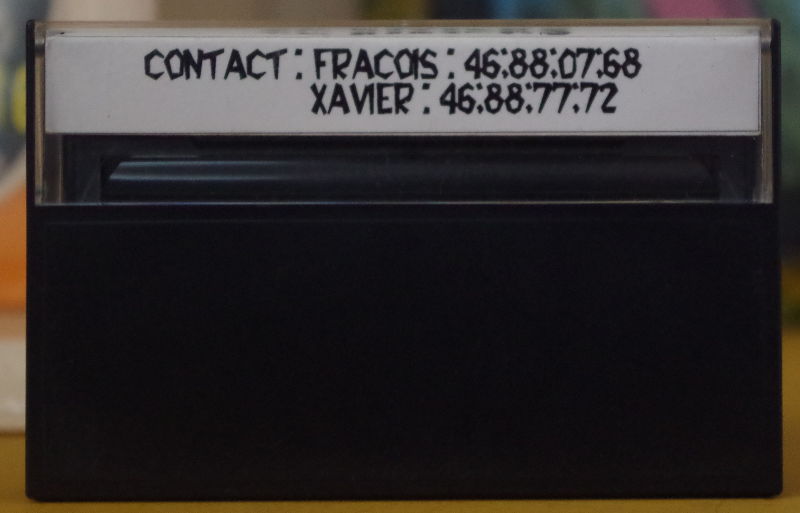 CONTACT : FRACOIS : 46.88.07.68
XAVIER : 46.88.77.72